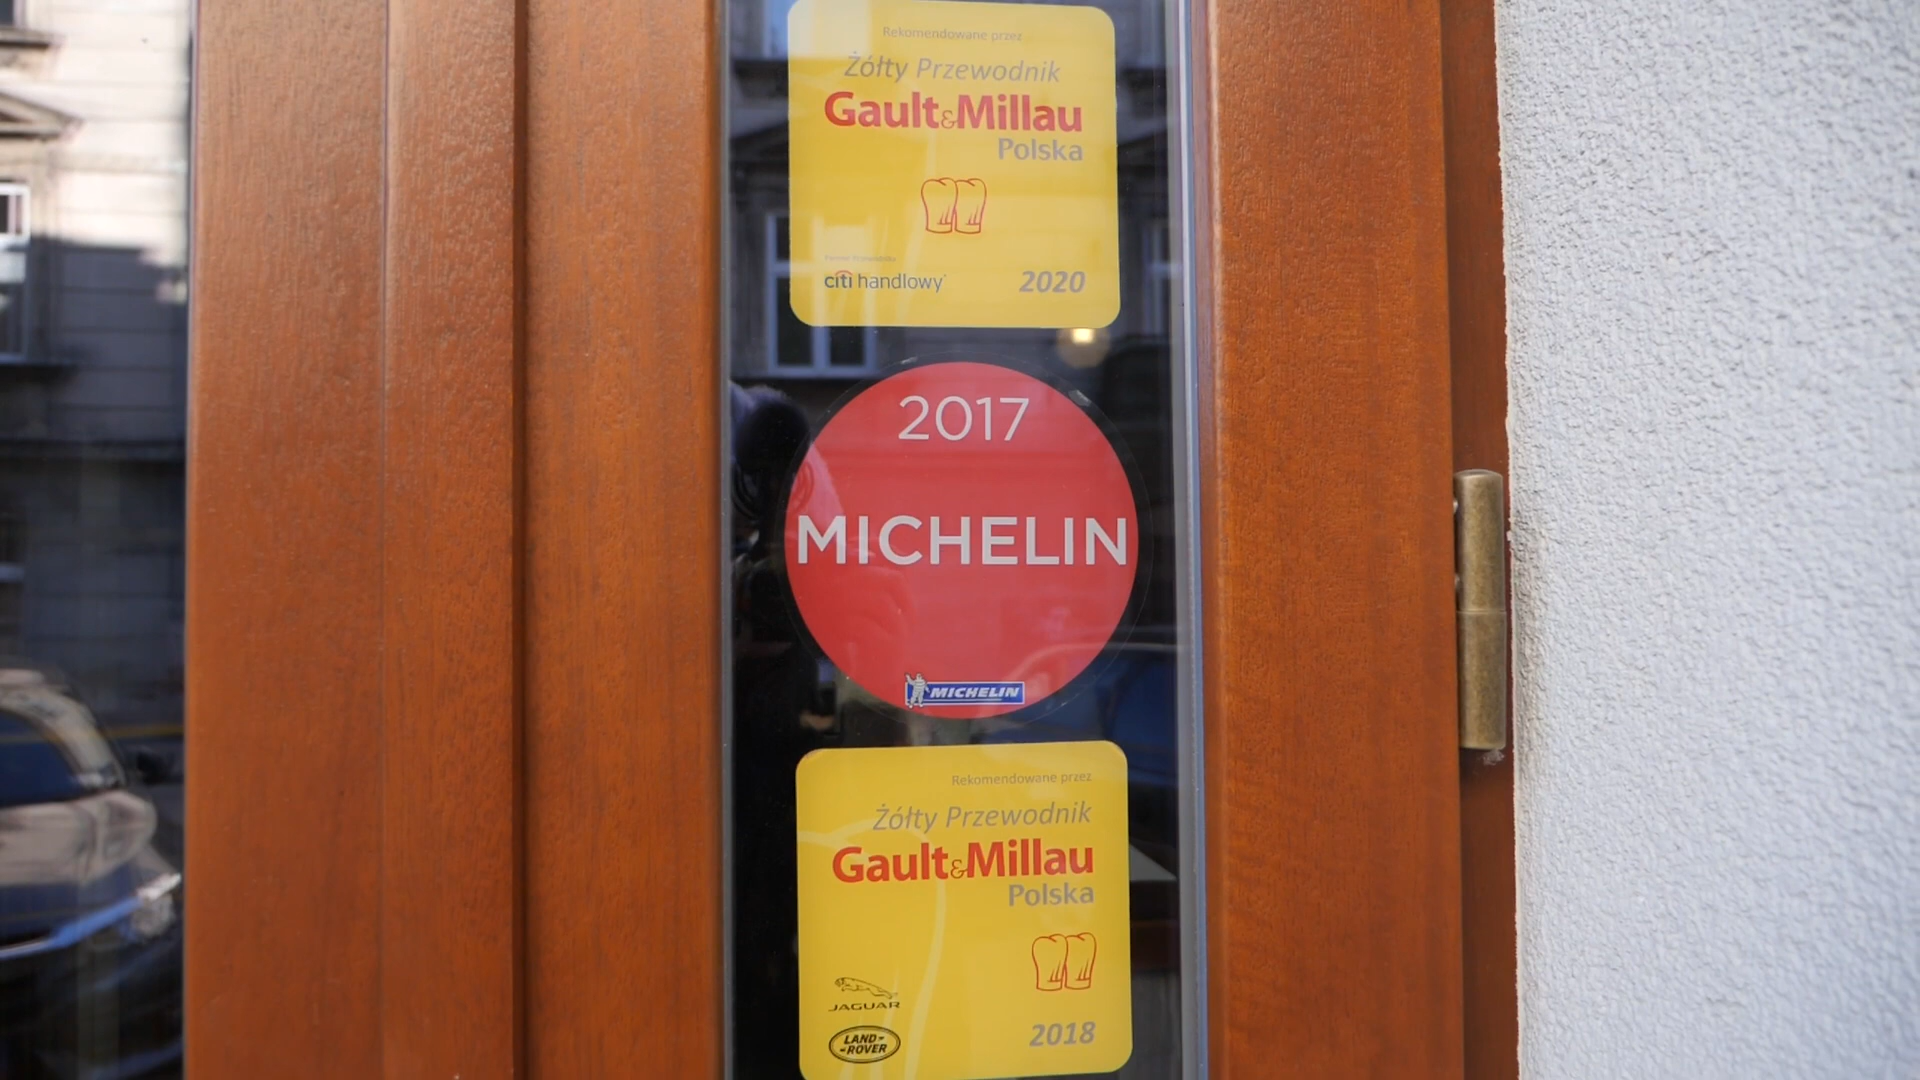 Rekomendowane przez
Żółty Przewodnik
Gault&Millau
Polska
citi handlowy
2020
2017
MICHELIN
MICHELIN
Rekomendowane przez
Żółty Przewodnik
Gault&Millau
Polska
JAGUAR
LAND-
-ROVER
2018